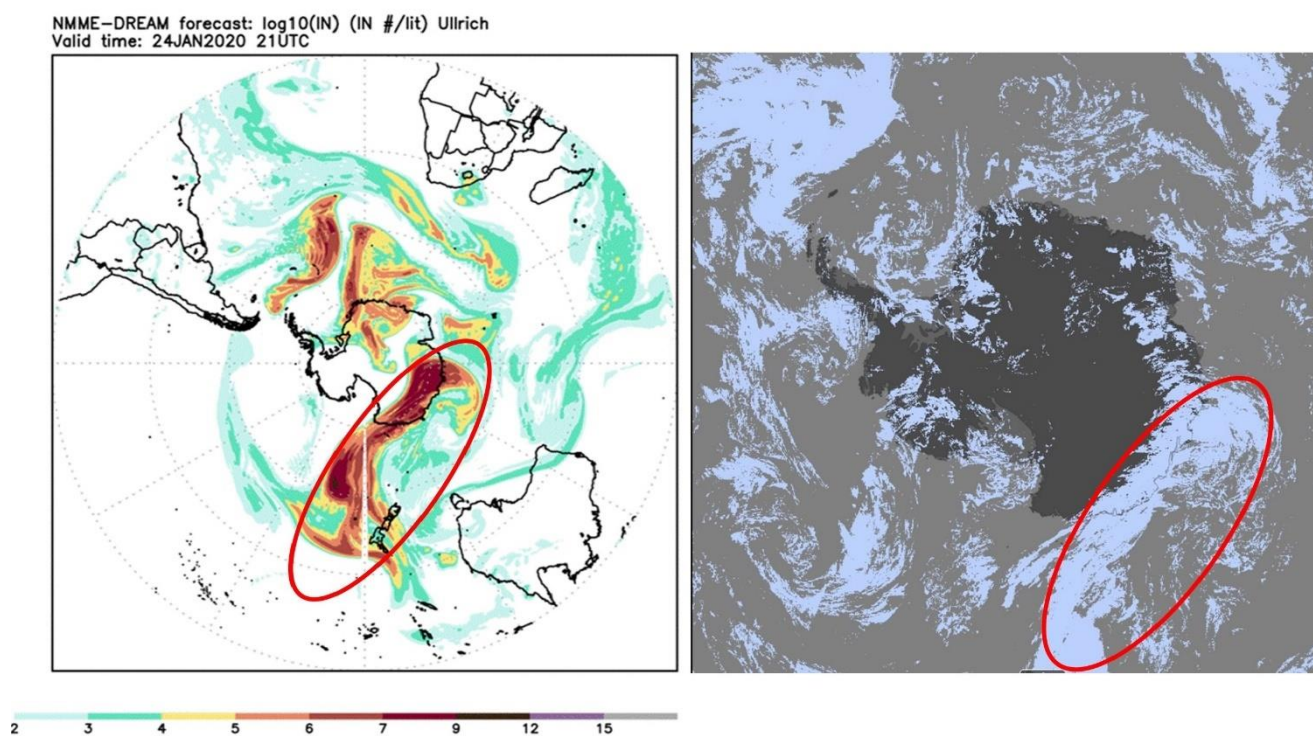 NMME-DREAM forecast: log10(IN) (IN #/lit) Ullrich
Valid time: 24JAN2020 21UTC
2 3 4 5 6 7 9 12 15